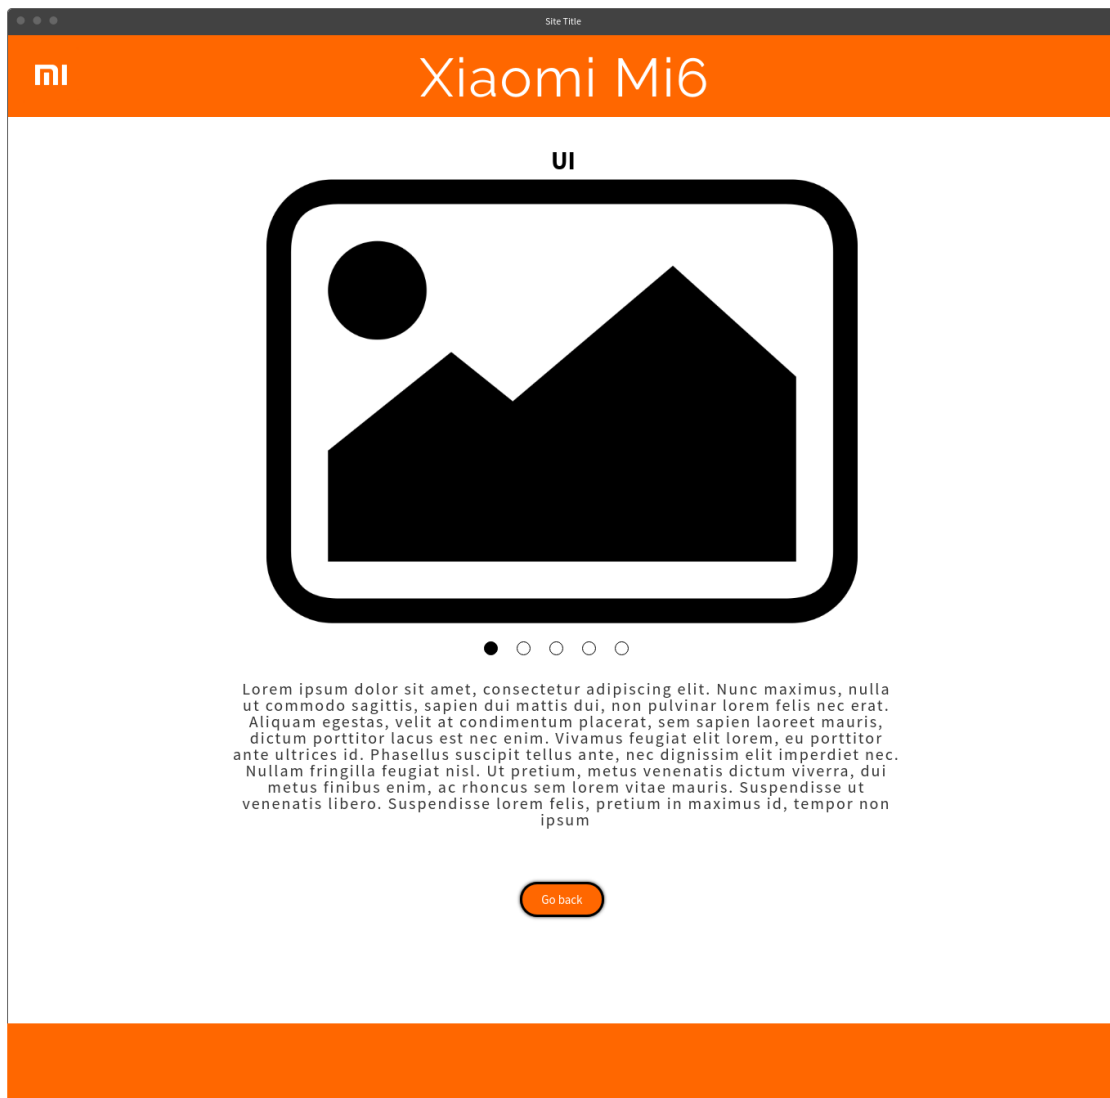 Site Title
mi
Xiaomi Mi6
UI
Lorem ipsum dolor sit amet, consectetur adipiscing elit. Nunc maximus, nulla
ut commodo sagittis, sapien dui mattis dui, non pulvinar lorem felis nec erat.
Aliquam egestas, velit at condimentum placerat, sem sapien laoreet mauris,
dictum porttitor lacus est nec enim. Vivamus feugiat elit lorem, eu porttitor
ante ultrices id. Phasellus suscipit tellus ante, nec dignissim elit imperdiet nec.
Nullam fringilla feugiat nisl. Ut pretium, metus venenatis dictum viverra, dui
metus finibus enim, ac rhoncus sem lorem vitae mauris. Suspendisse ut
venenatis libero. Suspendisse lorem felis, pretium in maximus id, tempor non
ipsum
Go back